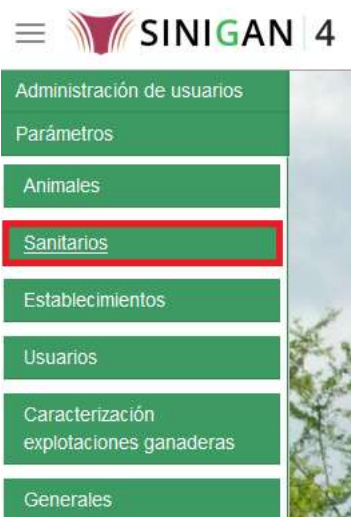 SINIGAN 4
Administración de usuarios
Parámetros
Animales
Sanitarios
Establecimientos
Usuarios
Caracterización
explotaciones ganaderas
Generales